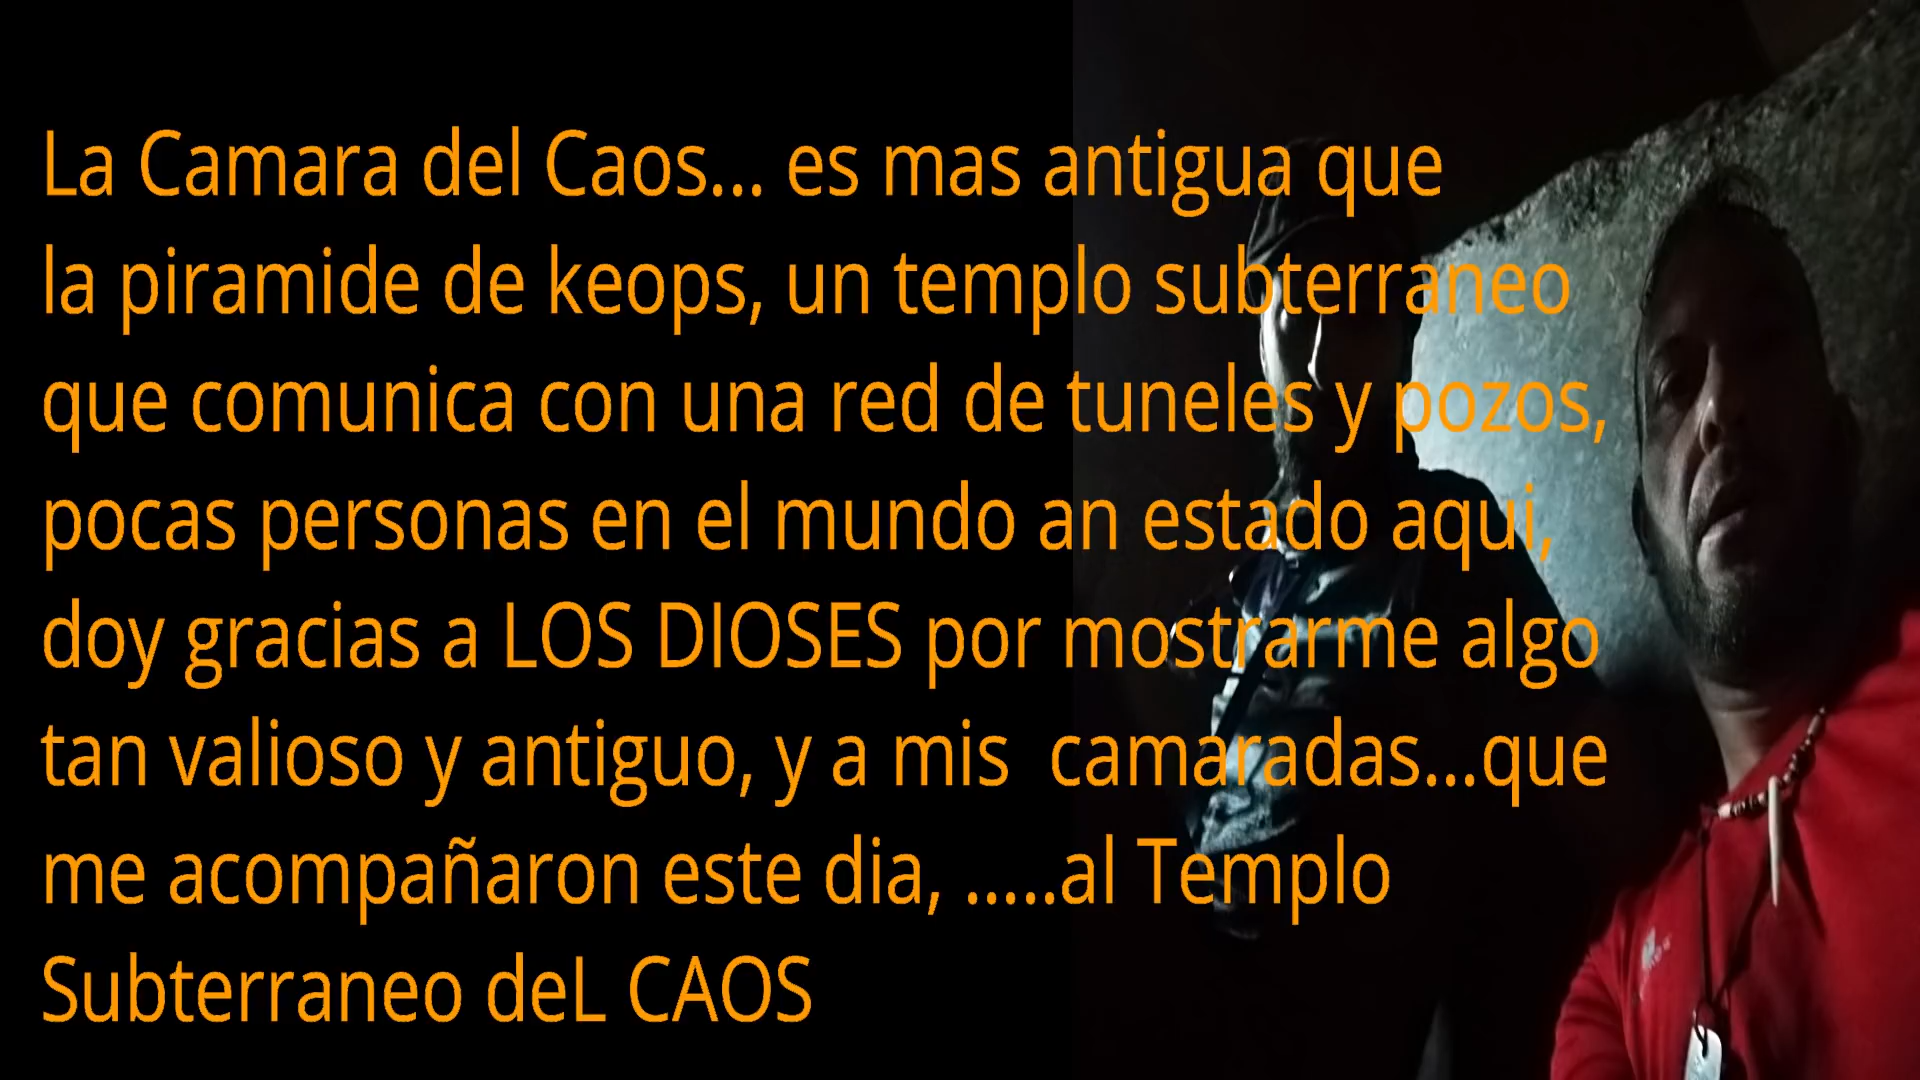 La Camara del Caos... es mas antigua que
la piramide de keops, un templo subterraneo
que comunica con una red de tuneles y pozos,
pocas personas en el mundo an estado aqui,
doy gracias a LOS DIOSES por mostrarme algo
tan valioso y antiguo, y a mis  camaradas...que
me acompañaron este dia, .....al Templo
Subterraneo deL CAOS